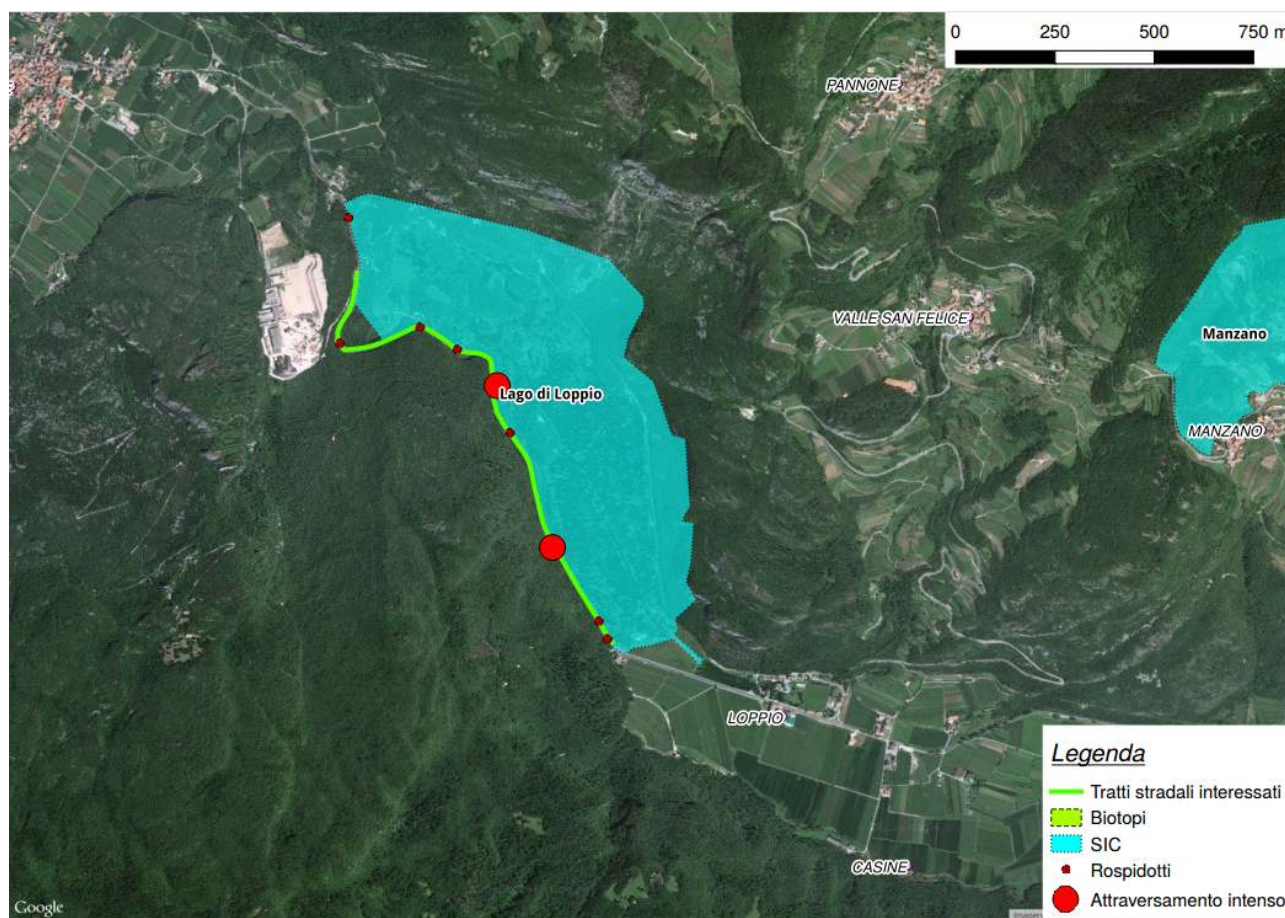 0 250 500 750 m
PANNONE
VALLE SAN FELICE
Manzano
Lago di Loppio
MANZANO
LOPPIO
CASINE
Legenda
Tratti stradali interessati
Biotopi
SIC
Rospidotti
Attraversamento intenso
Google